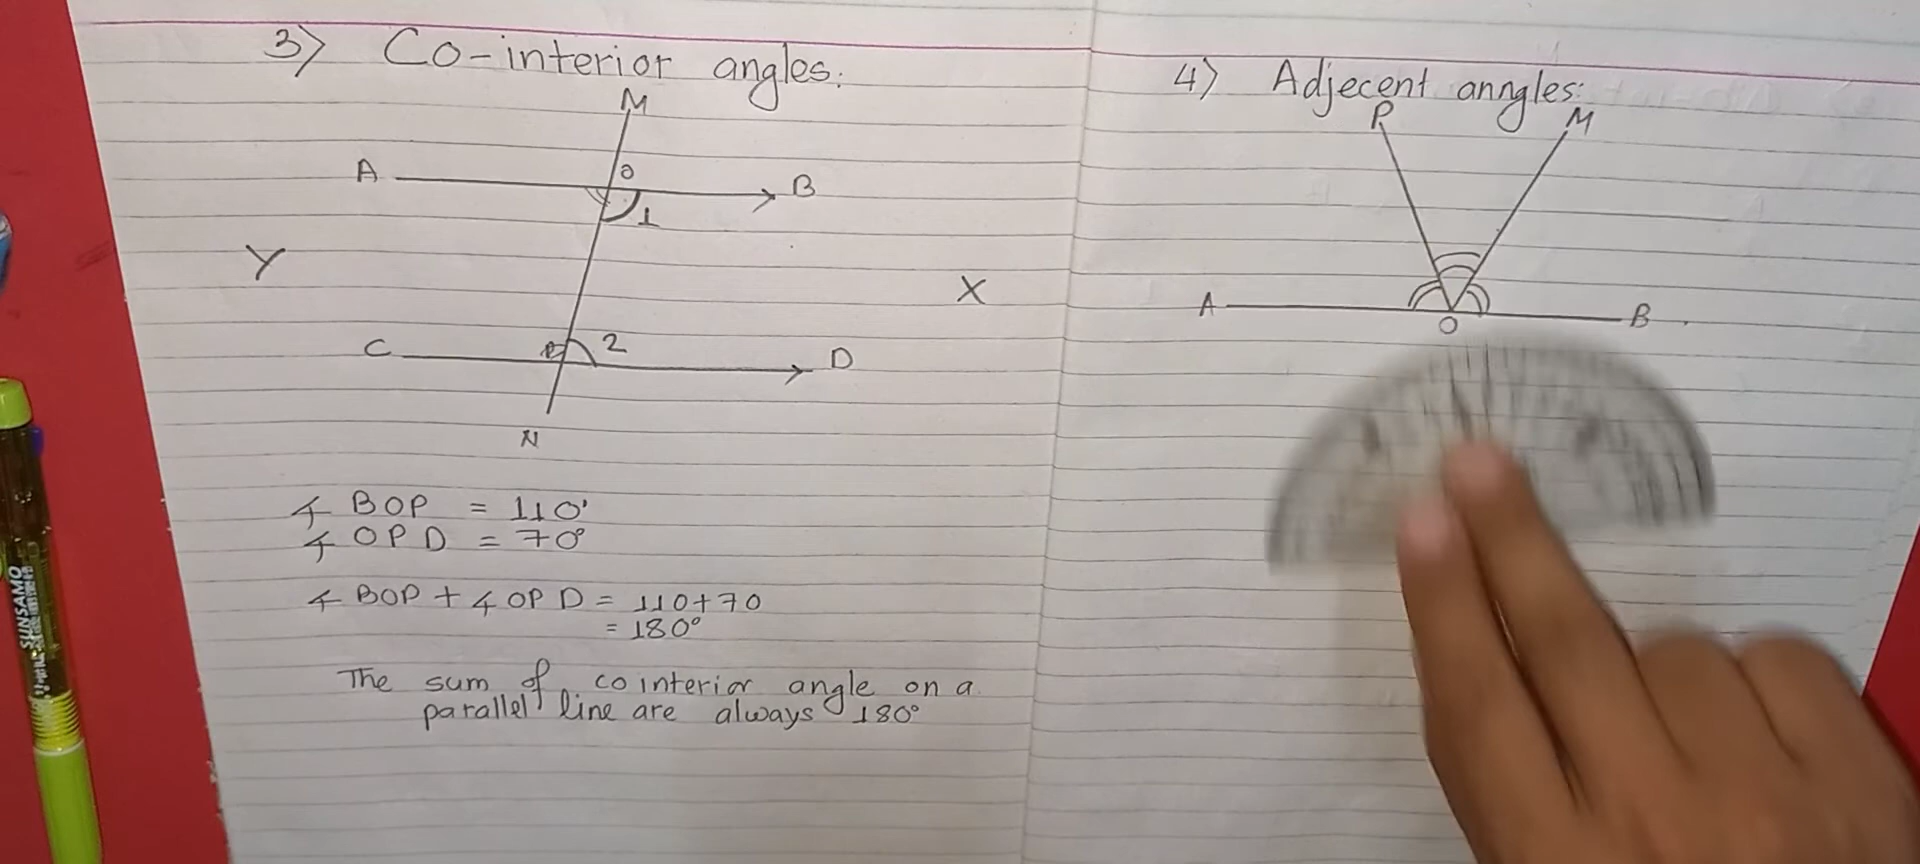 3) Co-interior angles:
M
A
O
B
1
Y
X
C
P
2
D
N
∡ BOP = 110°
∡ OPD = 70°
∡ BOP + ∡ OPD = 110+70
= 180°
The sum of co interior angle on a
parallel line are always 180°
4) Adjecent anngles:
P
M
A
O
B
SUNSAMO